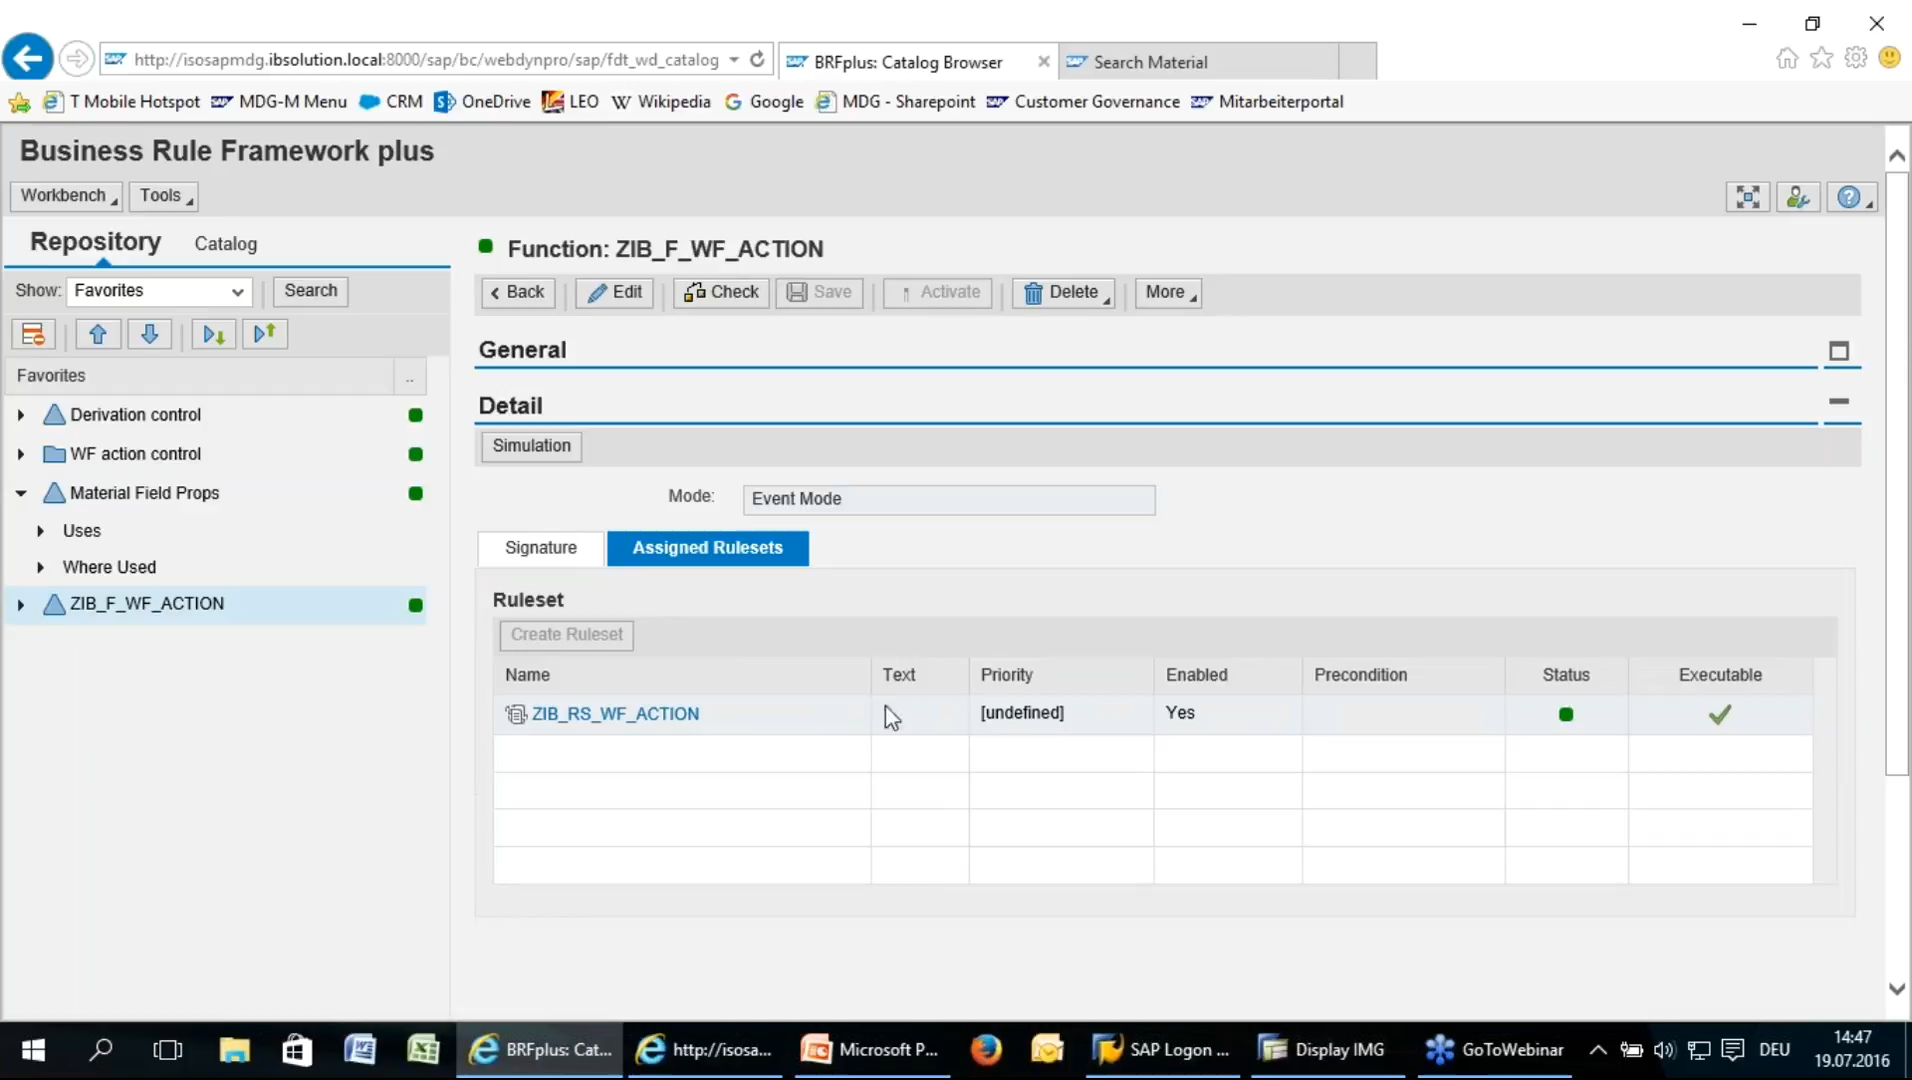 http://isosapmdg.ibsolution.local:8000/sap/bc/webdynpro/sap/fdt_wd_catalog
BRFplus: Catalog Browser
Search Material
T Mobile Hotspot
MDG-M Menu
CRM
OneDrive
LEO
Wikipedia
Google
MDG - Sharepoint
Customer Governance
Mitarbeiterportal
Business Rule Framework plus
Workbench
Tools
Repository
Catalog
Show:
Favorites
Search
Favorites
..
Derivation control
WF action control
Material Field Props
Uses
Where Used
ZIB_F_WF_ACTION
Function: ZIB_F_WF_ACTION
Back
Edit
Check
Save
Activate
Delete
More
General
Detail
Simulation
Mode:
Event Mode
Signature
Assigned Rulesets
Ruleset
Create Ruleset
Name
Text
Priority
Enabled
Precondition
Status
Executable
ZIB_RS_WF_ACTION
[undefined]
Yes
BRFplus: Cat...
http://isosa...
Microsoft P...
SAP Logon ...
Display IMG
GoToWebinar
DEU
14:47
19.07.2016